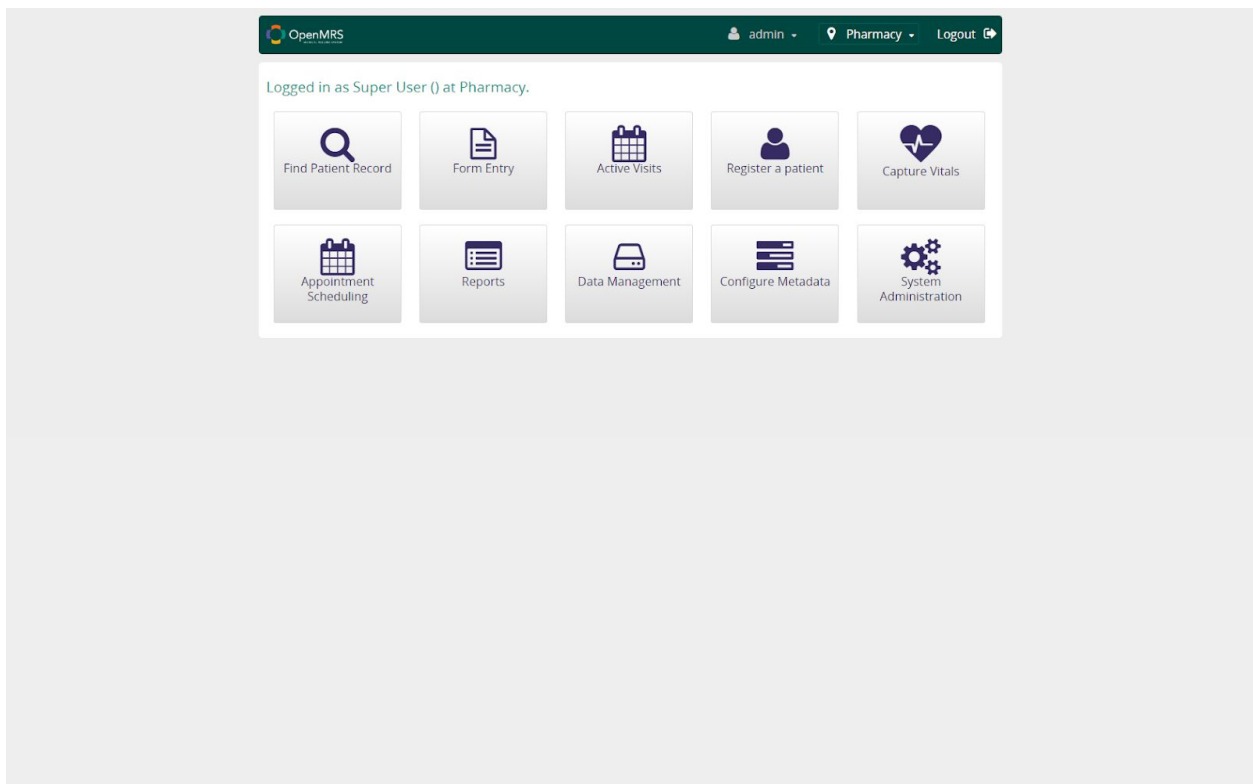 OpenMRS
admin
Pharmacy
Logout
Logged in as Super User () at Pharmacy.
Find Patient Record
Form Entry
Active Visits
Register a patient
Capture Vitals
Appointment
Scheduling
Reports
Data Management
Configure Metadata
System
Administration